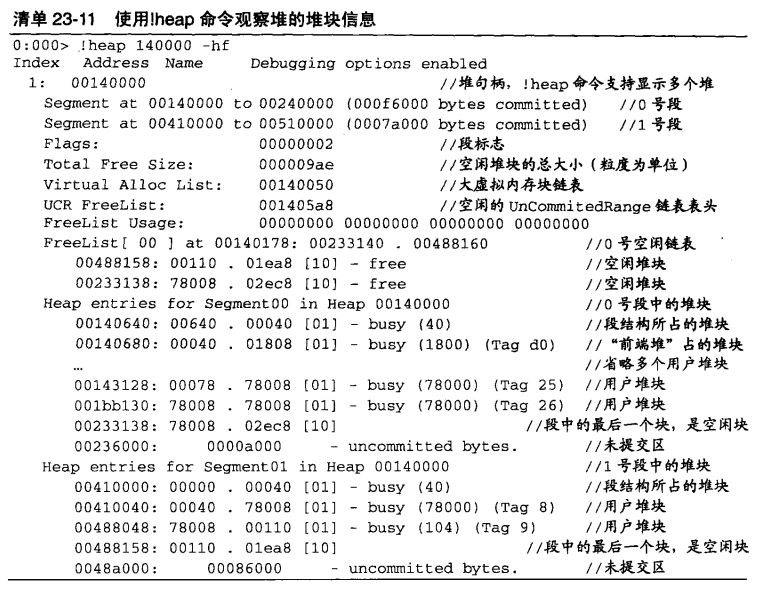 清单 23-11 使用!heap 命令观察堆的堆块信息
0:000> !heap 140000 -hf
Index Address Name Debugging options enabled
1: 00140000 //堆句柄，!heap 命令支持显示多个堆
Segment at 00140000 to 00240000 (000f6000 bytes committed) //0 号段
Segment at 00410000 to 00510000 (0007a000 bytes committed) //1 号段
Flags: 00000002 //段标志
Total Free Size: 000009ae //空闲堆块的总大小（粒度为单位）
Virtual Alloc List: 00140050 //大虚拟内存块链表
UCR FreeList: 001405a8 //空闲的 UnCommitedRange 链表表头
FreeList Usage: 00000000 00000000 00000000 00000000
FreeList[ 00 ] at 00140178: 00233140 . 00488160 //0 号空闲链表
00488158: 00110 . 01ea8 [10] - free //空闲堆块
00233138: 78008 . 02ec8 [10] - free //空闲堆块
Heap entries for Segment00 in Heap 00140000 //0 号段中的堆块
00140640: 00640 . 00040 [01] - busy (40) //段结构所占的堆块
00140680: 00040 . 01808 [01] - busy (1800) (Tag d0) //“前端堆”占的堆块
… //省略多个用户堆块
00143128: 00078 . 78008 [01] - busy (78000) (Tag 25) //用户堆块
001bb130: 78008 . 78008 [01] - busy (78000) (Tag 26) //用户堆块
00233138: 78008 . 02ec8 [10] //段中的最后一个块，是空闲块
00236000: 0000a000 - uncommitted bytes. //未提交区
Heap entries for Segment01 in Heap 00140000 //1 号段中的堆块
00410000: 00000 . 00040 [01] - busy (40) //段结构所占的堆块
00410040: 00040 . 78008 [01] - busy (78000) (Tag 8) //用户堆块
00488048: 78008 . 00110 [01] - busy (104) (Tag 9) //用户堆块
00488158: 00110 . 01ea8 [10] //段中的最后一个块，是空闲块
0048a000: 00086000 - uncommitted bytes. //未提交区